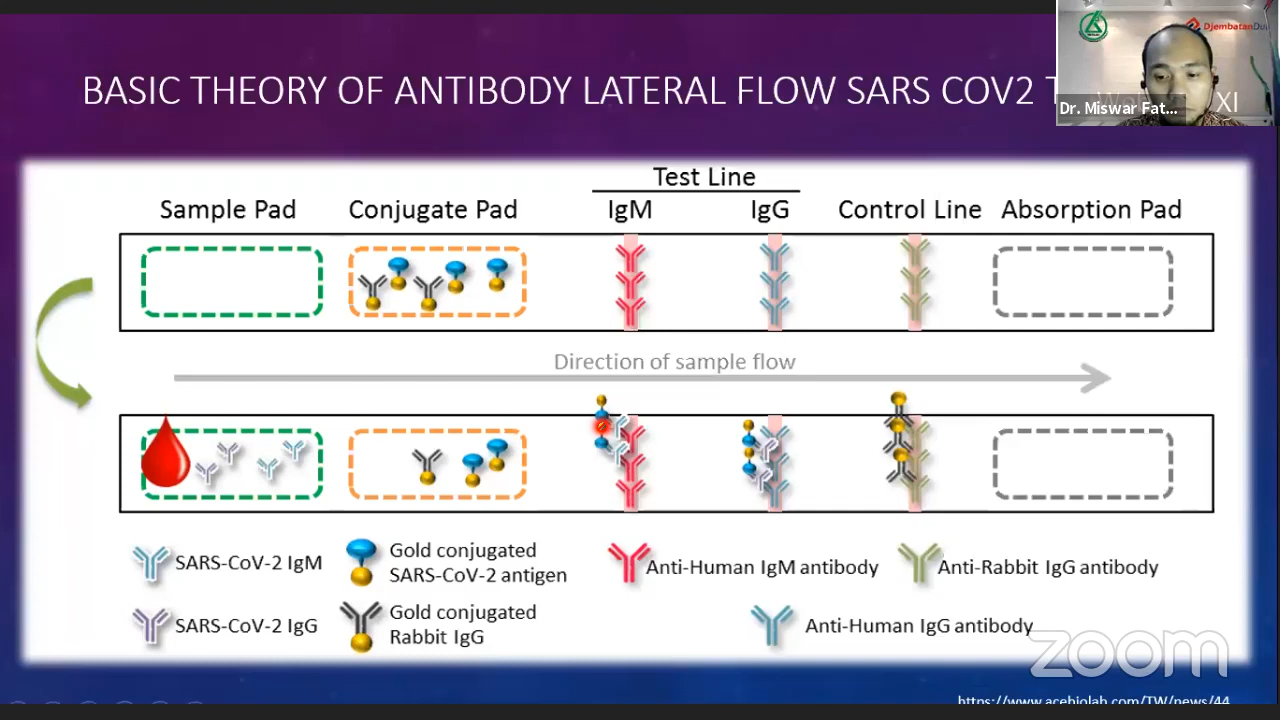 DjembatanDu
BASIC THEORY OF ANTIBODY LATERAL FLOW SARS COV2 T
XI
Dr. Miswar Fat...
Test Line
Sample Pad
Conjugate Pad
IgM
IgG
Control Line
Absorption Pad
Direction of sample flow
SARS-CoV-2 IgM
Gold conjugated
SARS-CoV-2 antigen
Anti-Human IgM antibody
Anti-Rabbit IgG antibody
SARS-CoV-2 IgG
Gold conjugated
Rabbit IgG
Anti-Human IgG antibody
zoom
https://www.acebiolab.com/TW/news/44